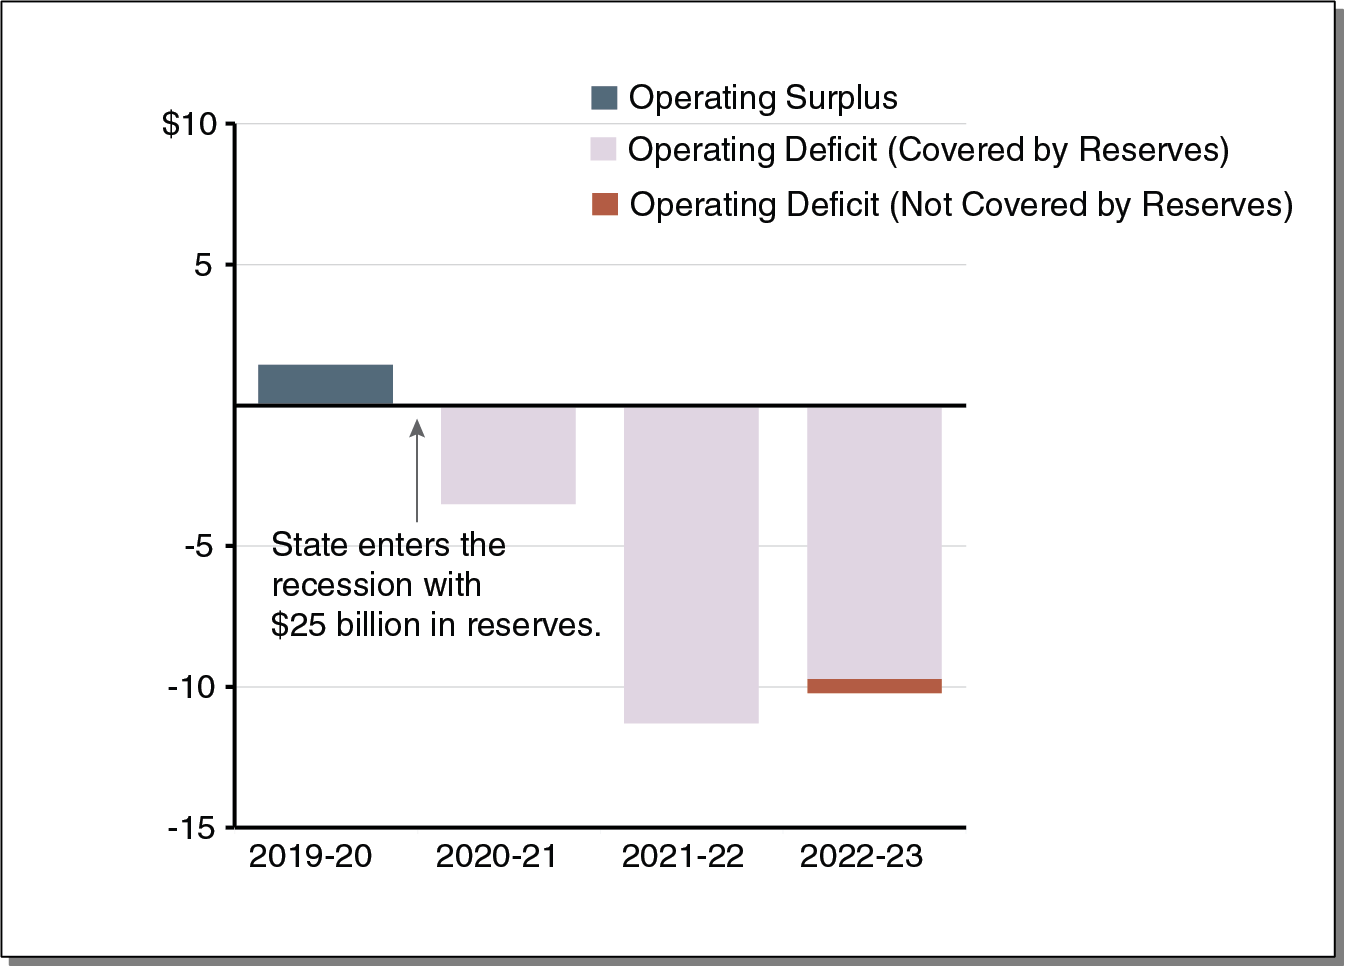 Operating Surplus
$10
Operating Deficit (Covered by Reserves)
Operating Deficit (Not Covered by Reserves)
5
State enters the
-5
recession with
$25 billion in reserves.
-10
-15
2019-20 2020-21 2021-22 2022-23